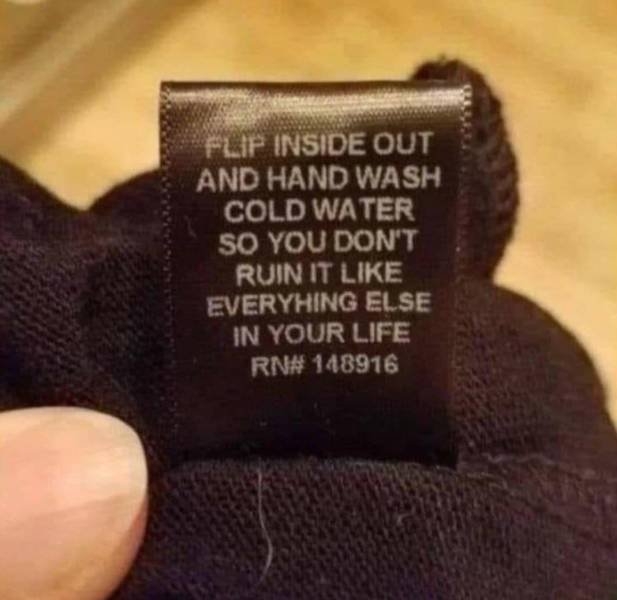 FLIP INSIDE OUT
AND HAND WASH
COLD WATER
SO YOU DON'T
RUIN IT LIKE
EVERYHING ELSE
IN YOUR LIFE
RN# 148916